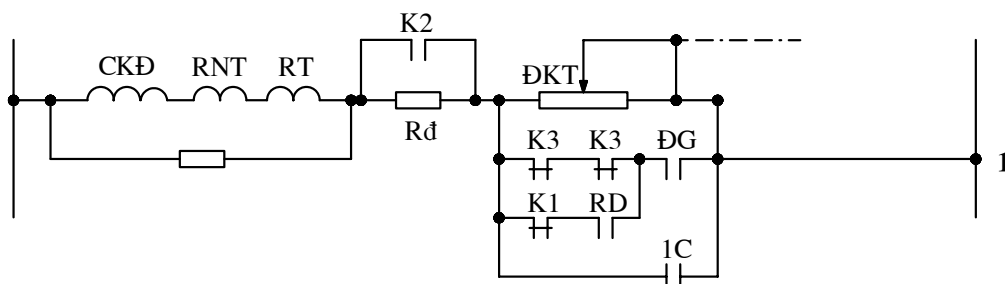 K2
CKĐ RNT RT ĐKT
Rđ
K3 K3 ĐG
1
K1 RD
1C